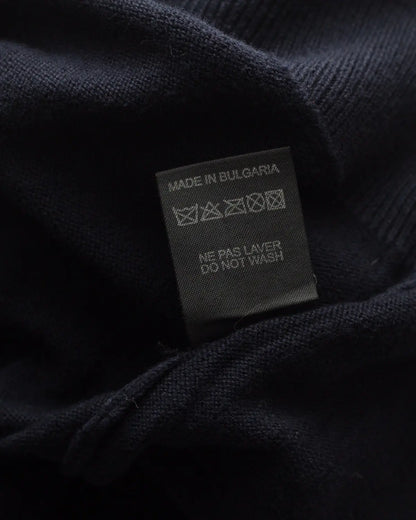 MADE IN BULGARIA
NE PAS LAVER
DO NOT WASH